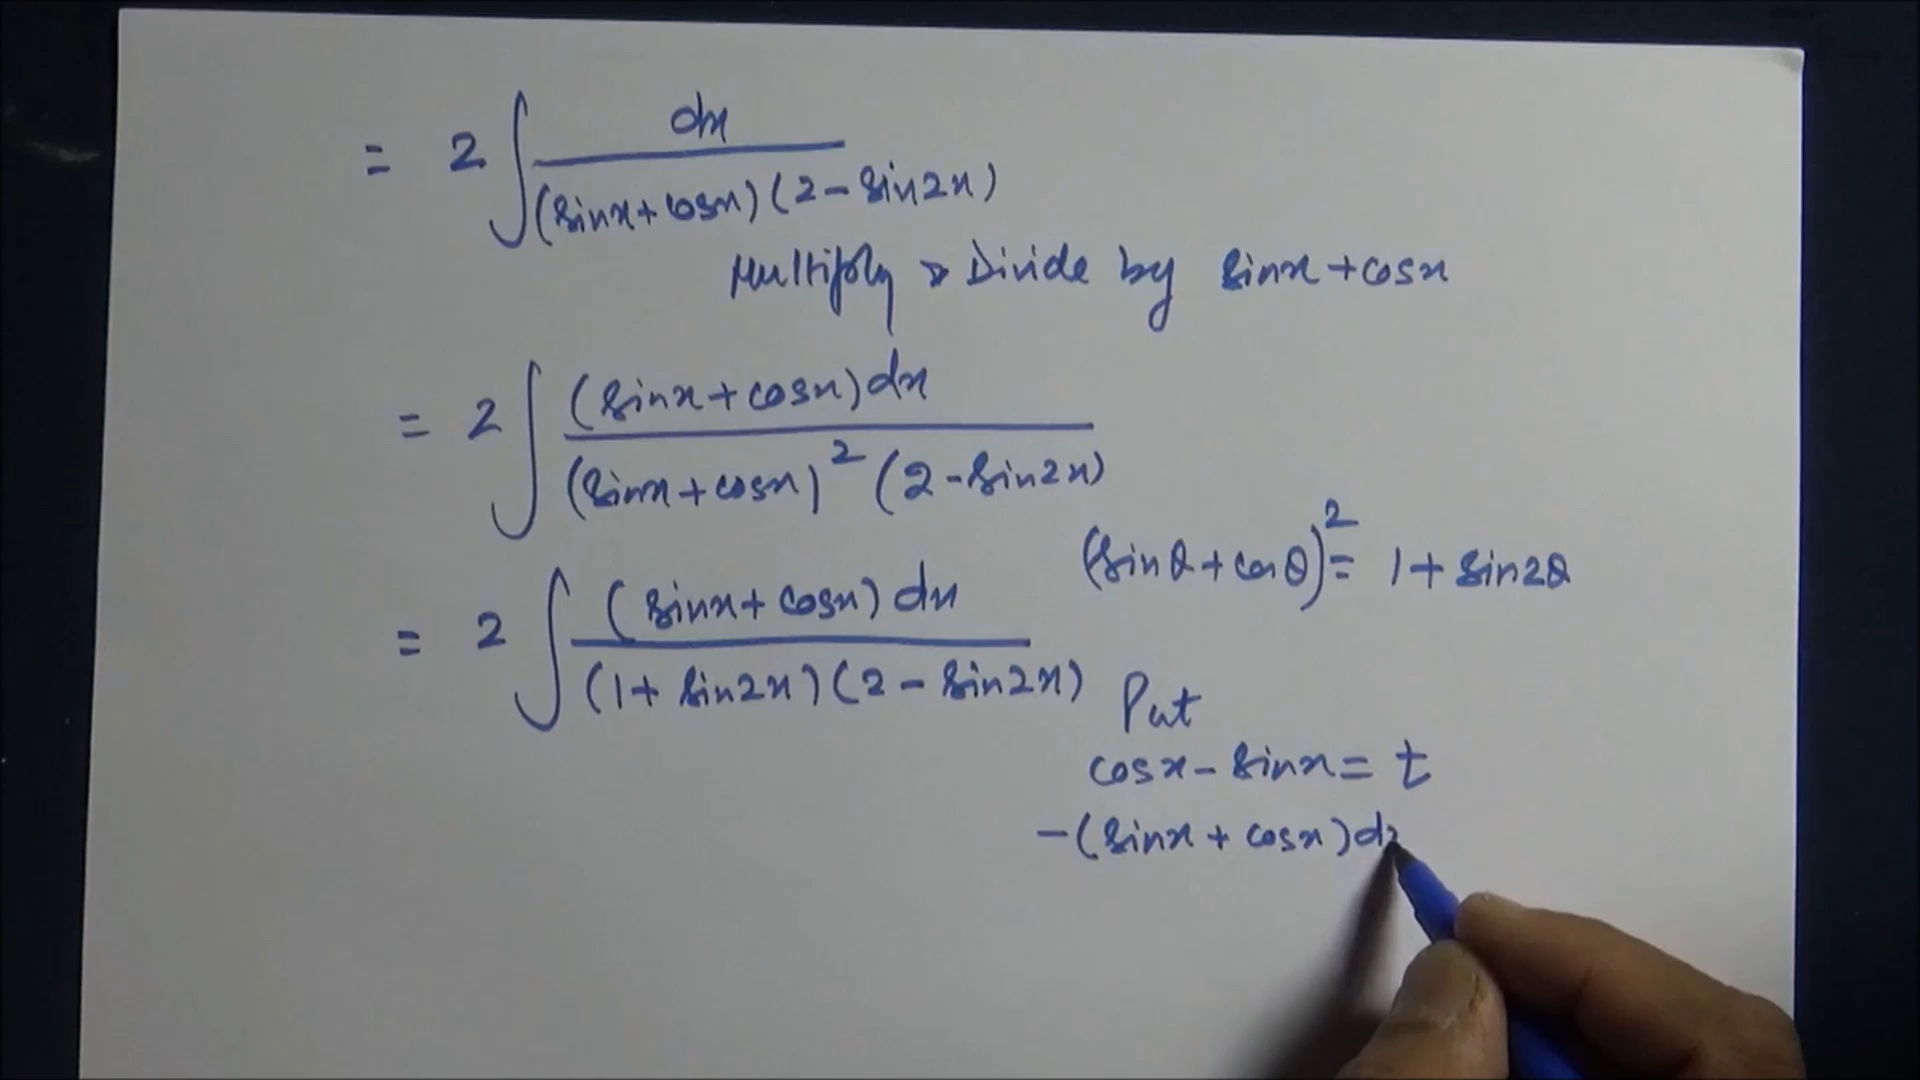 = 2 ∫ dx / (sinx + cosx) (2 - sin2x)
Multiply & Divide by sinx + cosx
= 2 ∫ (sinx + cosx) dx / (sinx + cosx)² (2 - sin2x)
(sinθ + cosθ)² = 1 + sin2θ
= 2 ∫ (sinx + cosx) dx / (1 + sin2x) (2 - sin2x)
Put
cosx - sinx = t
-(sinx + cosx) dx